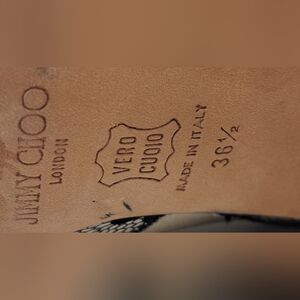 JIMMY CHOO
LONDON
VERO
CUOIO
MADE IN ITALY
36½